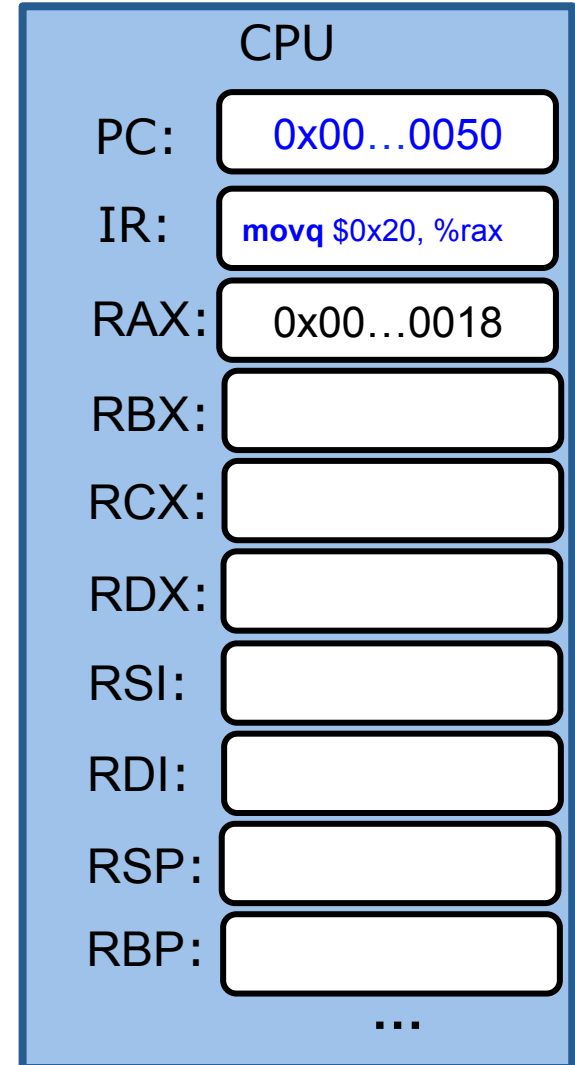 CPU
PC: 0x00…0050
IR: movq $0x20, %rax
RAX: 0x00…0018
RBX:
RCX:
RDX:
RSI:
RDI:
RSP:
RBP:
…